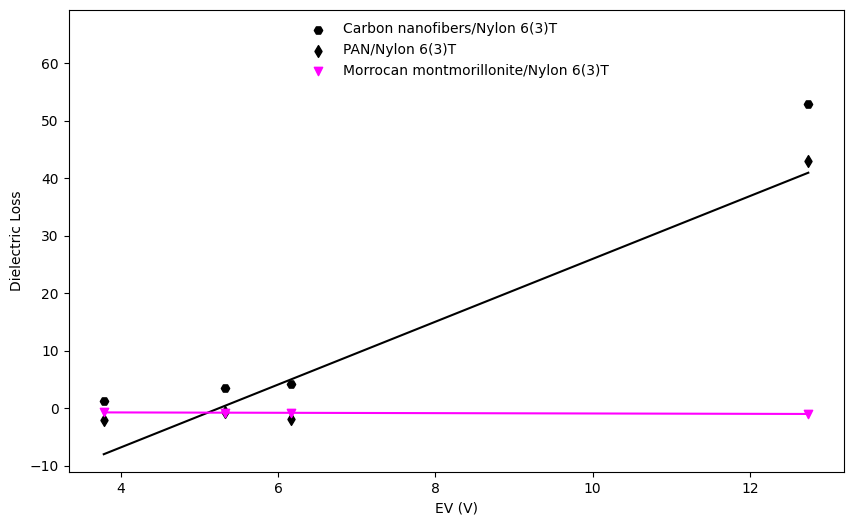 Carbon nanofibers/Nylon 6(3)T
PAN/Nylon 6(3)T
Morrocan montmorillonite/Nylon 6(3)T
60
50
40
30
20
10
0
−10
Dielectric Loss
4 6 8 10 12
EV (V)